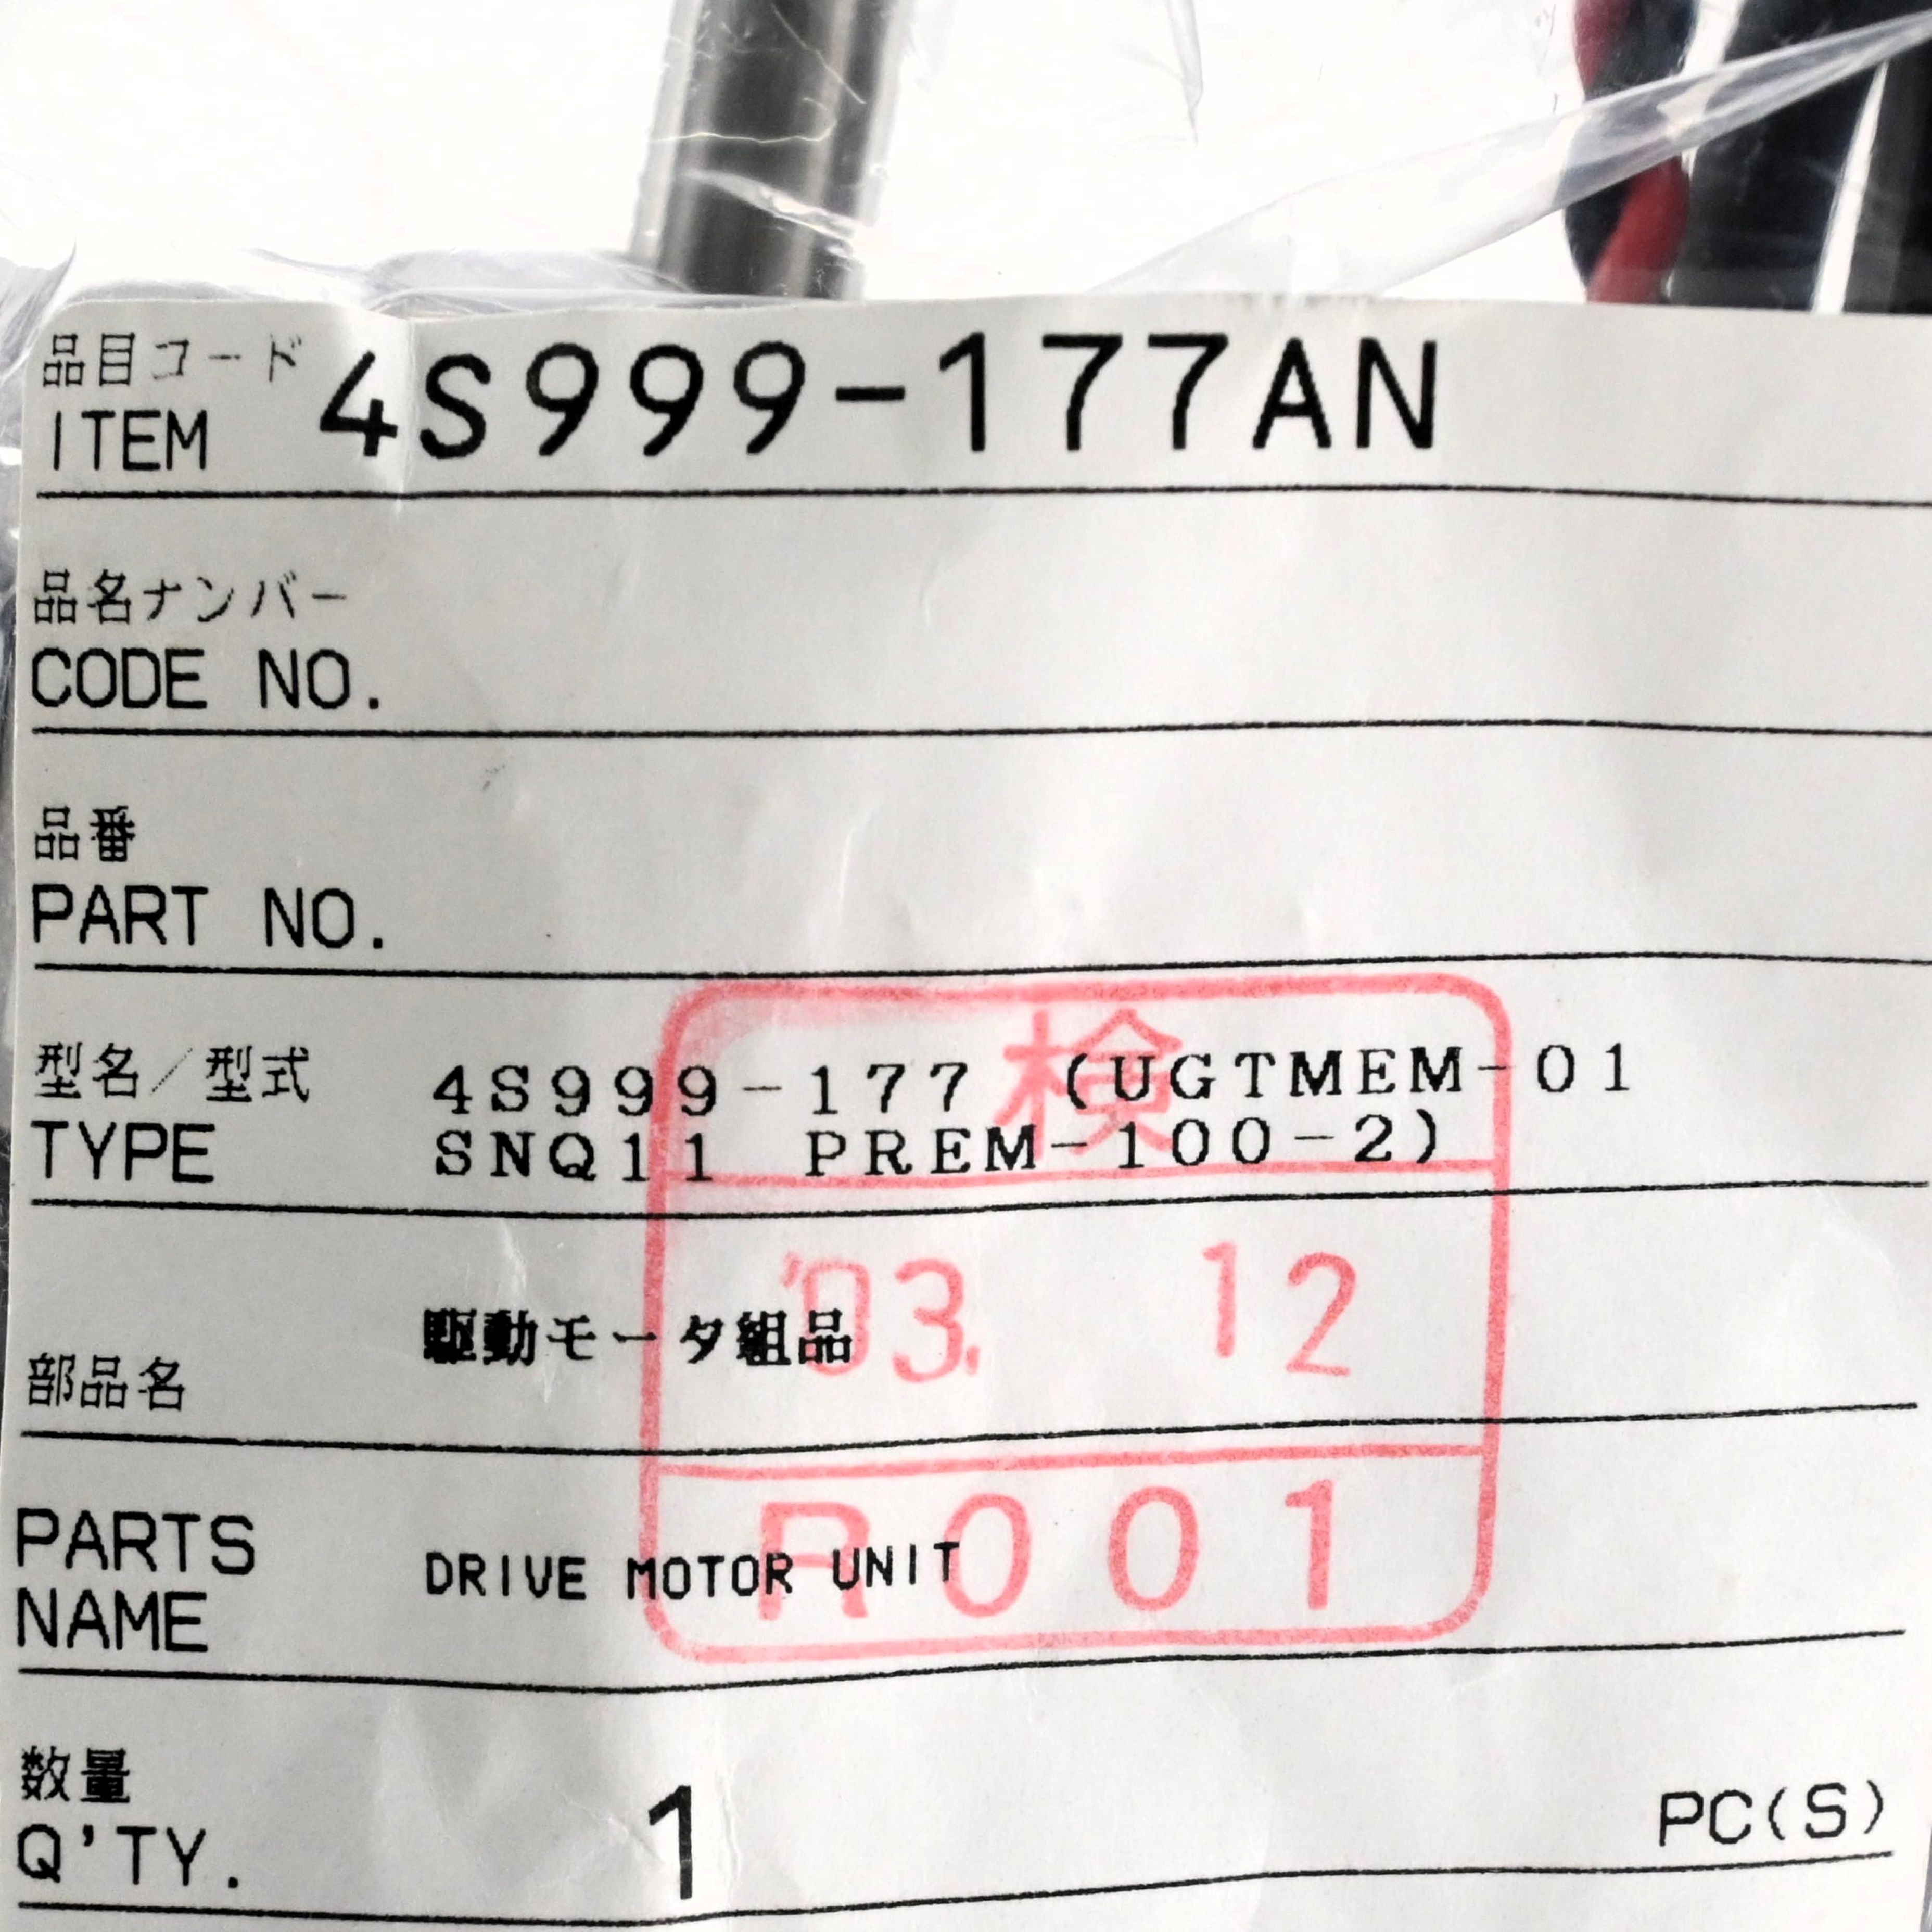 品目コード
ITEM 4S999-177AN
品名ナンバー
CODE NO.
品番
PART NO.
検
型名／型式 4S999-177 (UGTMEM-01
TYPE SNQ11 PREM-100-2)
'03. 12
駆動モータ組品
部品名
R001
PARTS
DRIVE MOTOR UNIT
NAME
数量
Q'TY. 1 PC(S)